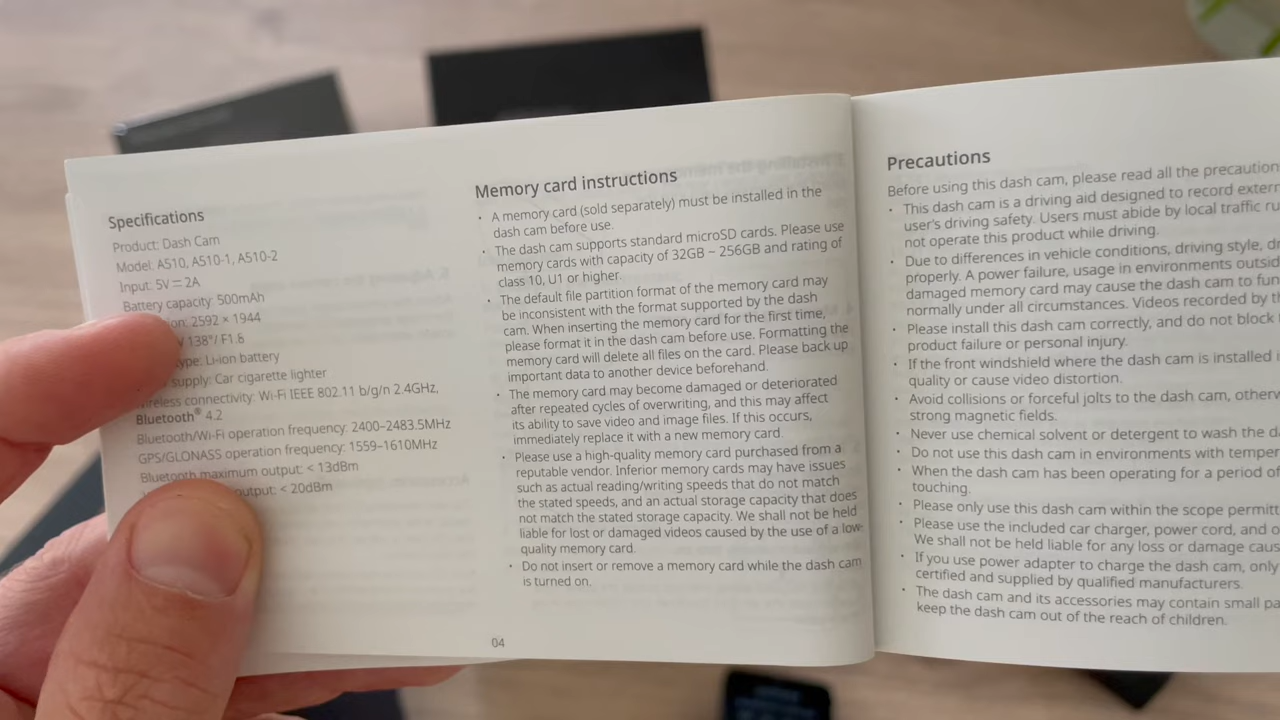 Specifications
Product: Dash Cam
Model: A510, A510-1, A510-2
Input: 5V ⎓ 2A
Battery capacity: 500mAh
2592 × 1944
138°/ F1.8
type: Li-ion battery
supply: Car cigarette lighter
Wireless connectivity: Wi-Fi IEEE 802.11 b/g/n 2.4GHz,
Bluetooth® 4.2
Bluetooth/Wi-Fi operation frequency: 2400–2483.5MHz
GPS/GLONASS operation frequency: 1559–1610MHz
Bluetooth maximum output: < 13dBm
output: < 20dBm
Memory card instructions
• A memory card (sold separately) must be installed in the
dash cam before use.
• The dash cam supports standard microSD cards. Please use
memory cards with capacity of 32GB – 256GB and rating of
class 10, U1 or higher.
• The default file partition format of the memory card may
be inconsistent with the format supported by the dash
cam. When inserting the memory card for the first time,
please format it in the dash cam before use. Formatting the
memory card will delete all files on the card. Please back up
important data to another device beforehand.
• The memory card may become damaged or deteriorated
after repeated cycles of overwriting, and this may affect
its ability to save video and image files. If this occurs,
immediately replace it with a new memory card.
• Please use a high-quality memory card purchased from a
reputable vendor. Inferior memory cards may have issues
such as actual reading/writing speeds that do not match
the stated speeds, and an actual storage capacity that does
not match the stated storage capacity. We shall not be held
liable for lost or damaged videos caused by the use of a low-
quality memory card.
• Do not insert or remove a memory card while the dash cam
is turned on.
04
Precautions
Before using this dash cam, please read all the precaution
• This dash cam is a driving aid designed to record extern
user's driving safety. Users must abide by local traffic ru
not operate this product while driving.
• Due to differences in vehicle conditions, driving style, dr
properly. A power failure, usage in environments outsid
damaged memory card may cause the dash cam to fun
normally under all circumstances. Videos recorded by th
• Please install this dash cam correctly, and do not block
product failure or personal injury.
• If the front windshield where the dash cam is installed
quality or cause video distortion.
• Avoid collisions or forceful jolts to the dash cam, otherw
strong magnetic fields.
• Never use chemical solvent or detergent to wash the da
• Do not use this dash cam in environments with temper
• When the dash cam has been operating for a period of
touching.
• Please only use this dash cam within the scope permitt
• Please use the included car charger, power cord, and o
We shall not be held liable for any loss or damage caus
• If you use power adapter to charge the dash cam, only
certified and supplied by qualified manufacturers.
• The dash cam and its accessories may contain small pa
keep the dash cam out of the reach of children.